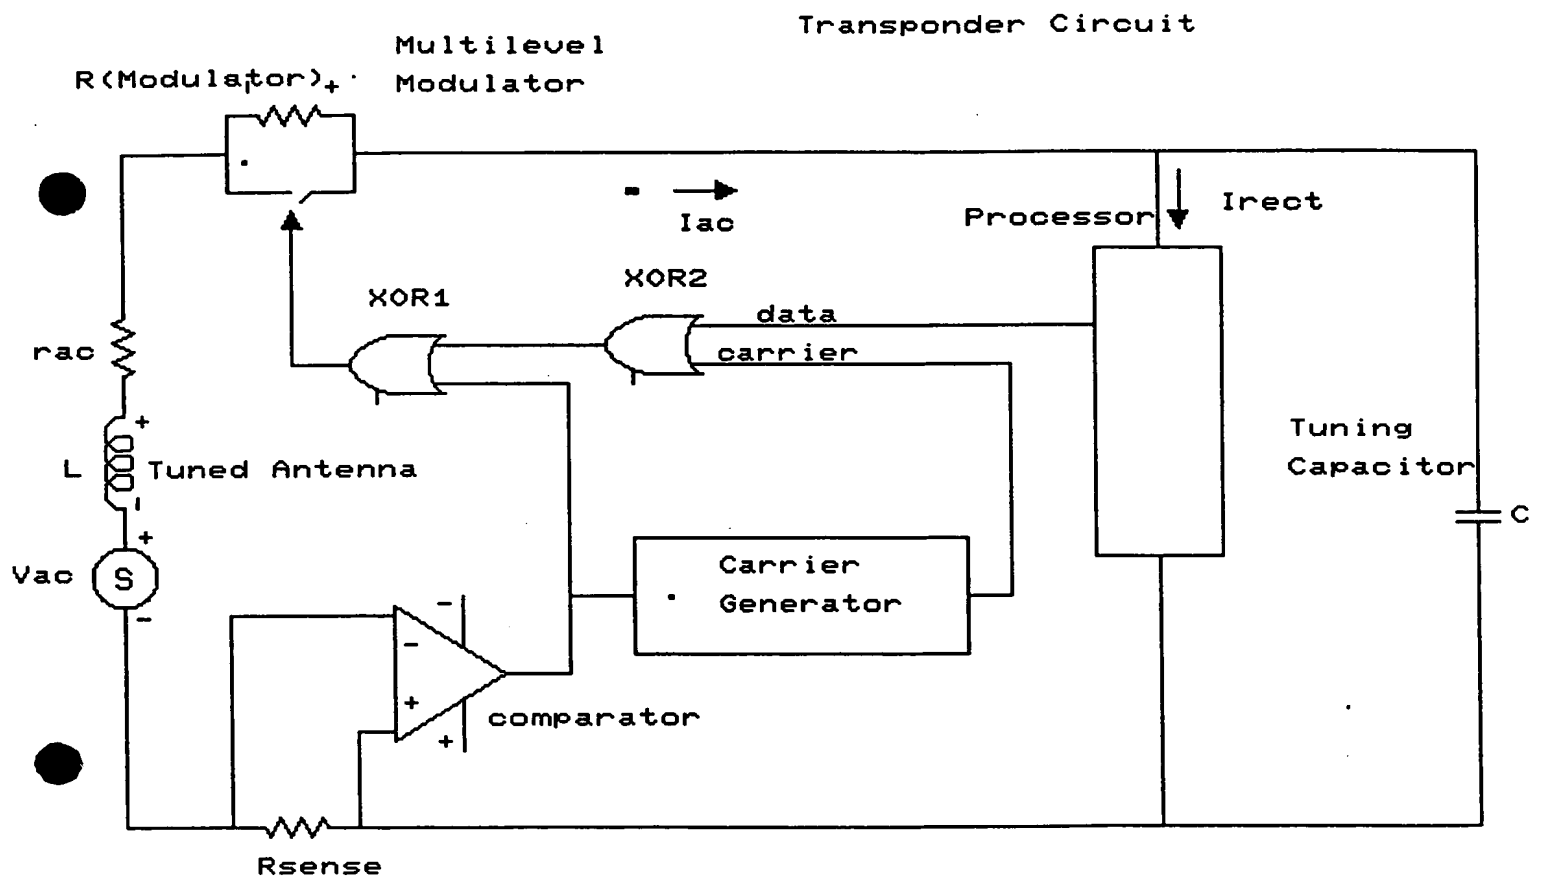 Transponder Circuit
Multilevel
Modulator
R(Modulator)
+
Iac
Irect
Processor
XOR2
XOR1
data
carrier
rac
+
L
Tuned Antenna
-
Tuning
Capacitor
C
+
Vac
S
-
Carrier
Generator
-
-
+
+
comparator
Rsense